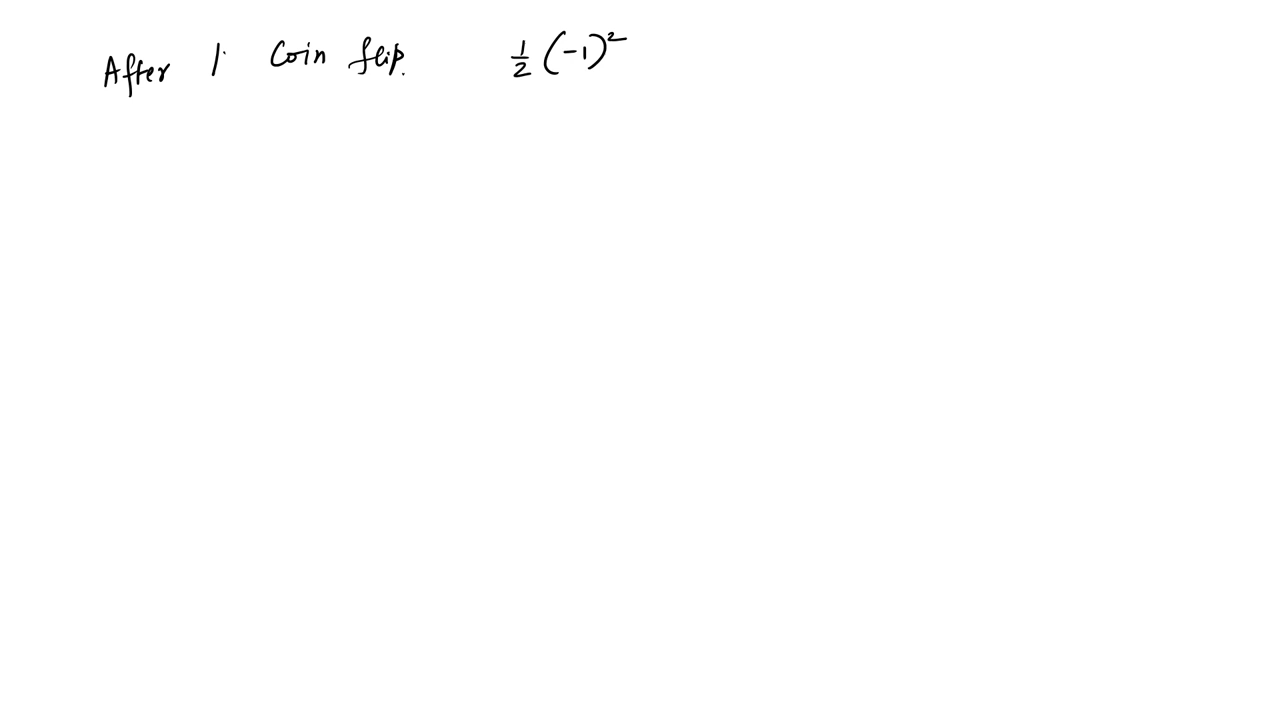 After 1 Coin flip. ½ (-1)²